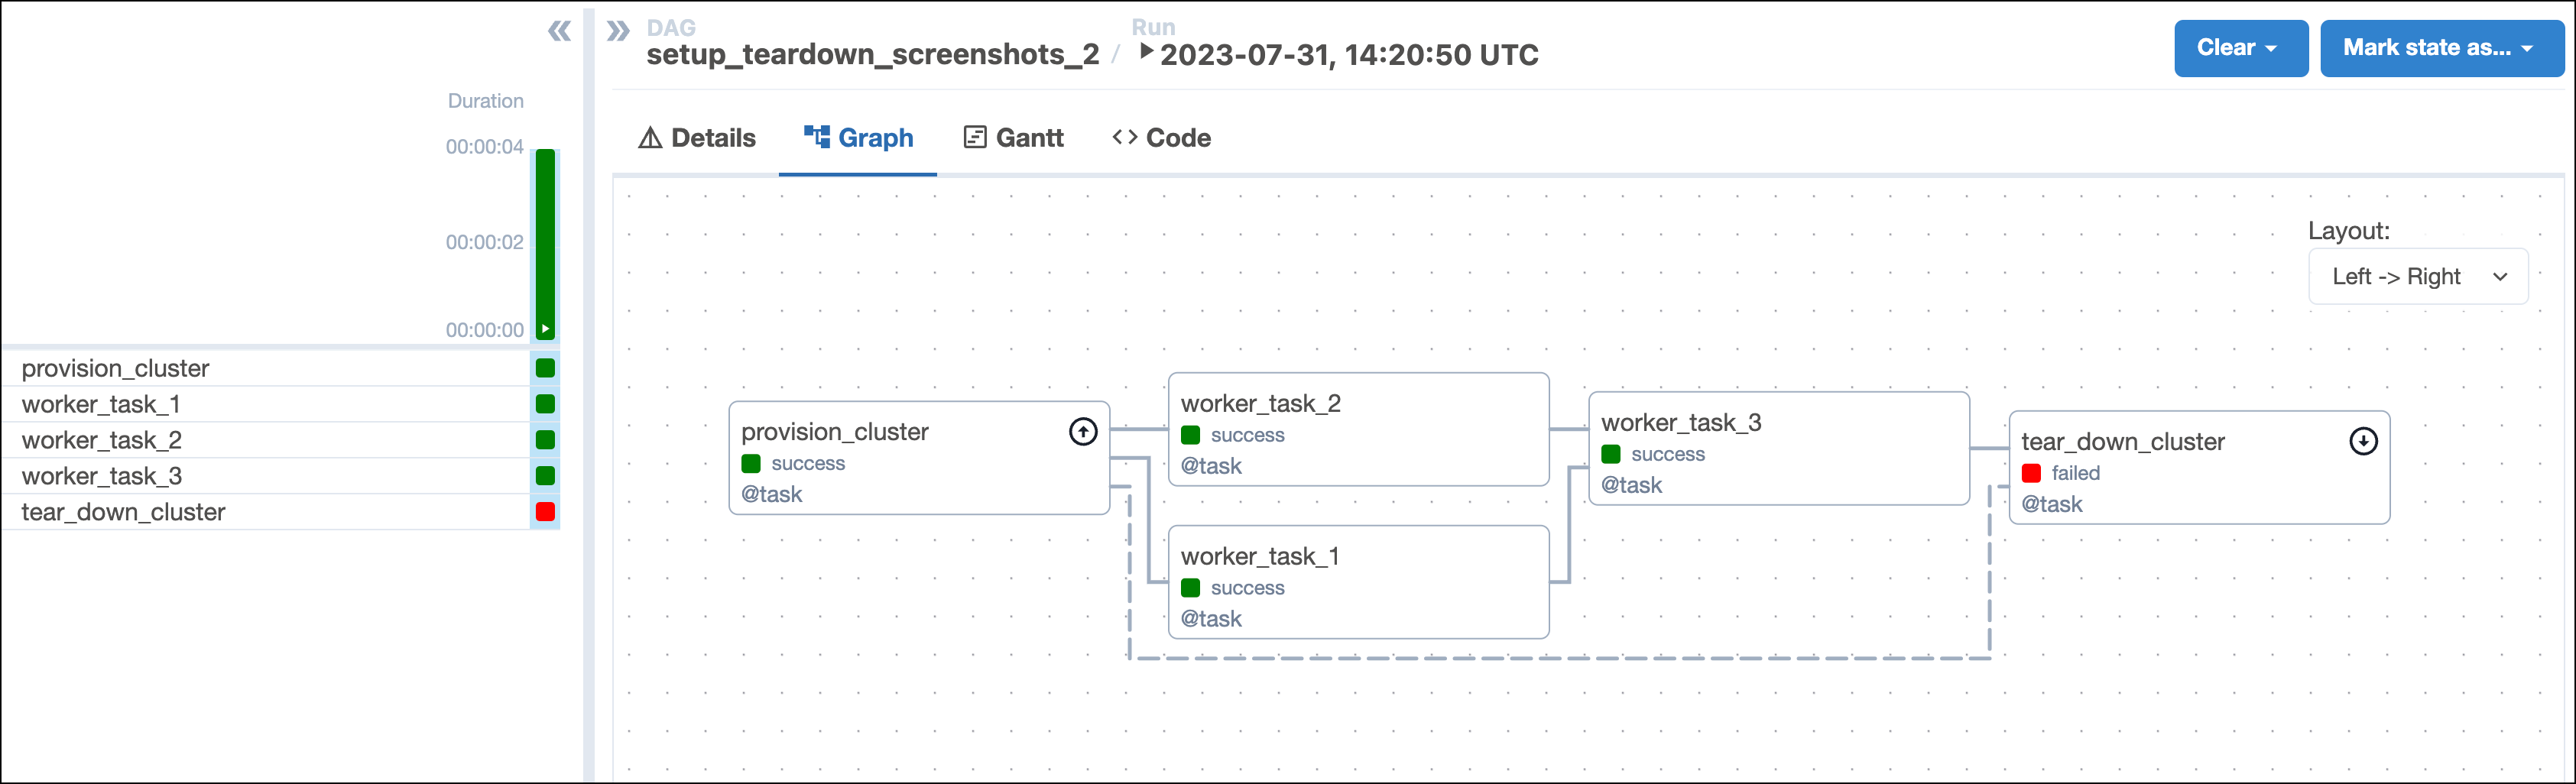 DAG
setup_teardown_screenshots_2 /
Run
2023-07-31, 14:20:50 UTC
Clear
Mark state as...
Duration
00:00:04
00:00:02
00:00:00
provision_cluster
worker_task_1
worker_task_2
worker_task_3
tear_down_cluster
Details
Graph
Gantt
Code
Layout:
Left -> Right
provision_cluster
success
@task
worker_task_2
success
@task
worker_task_1
success
@task
worker_task_3
success
@task
tear_down_cluster
failed
@task